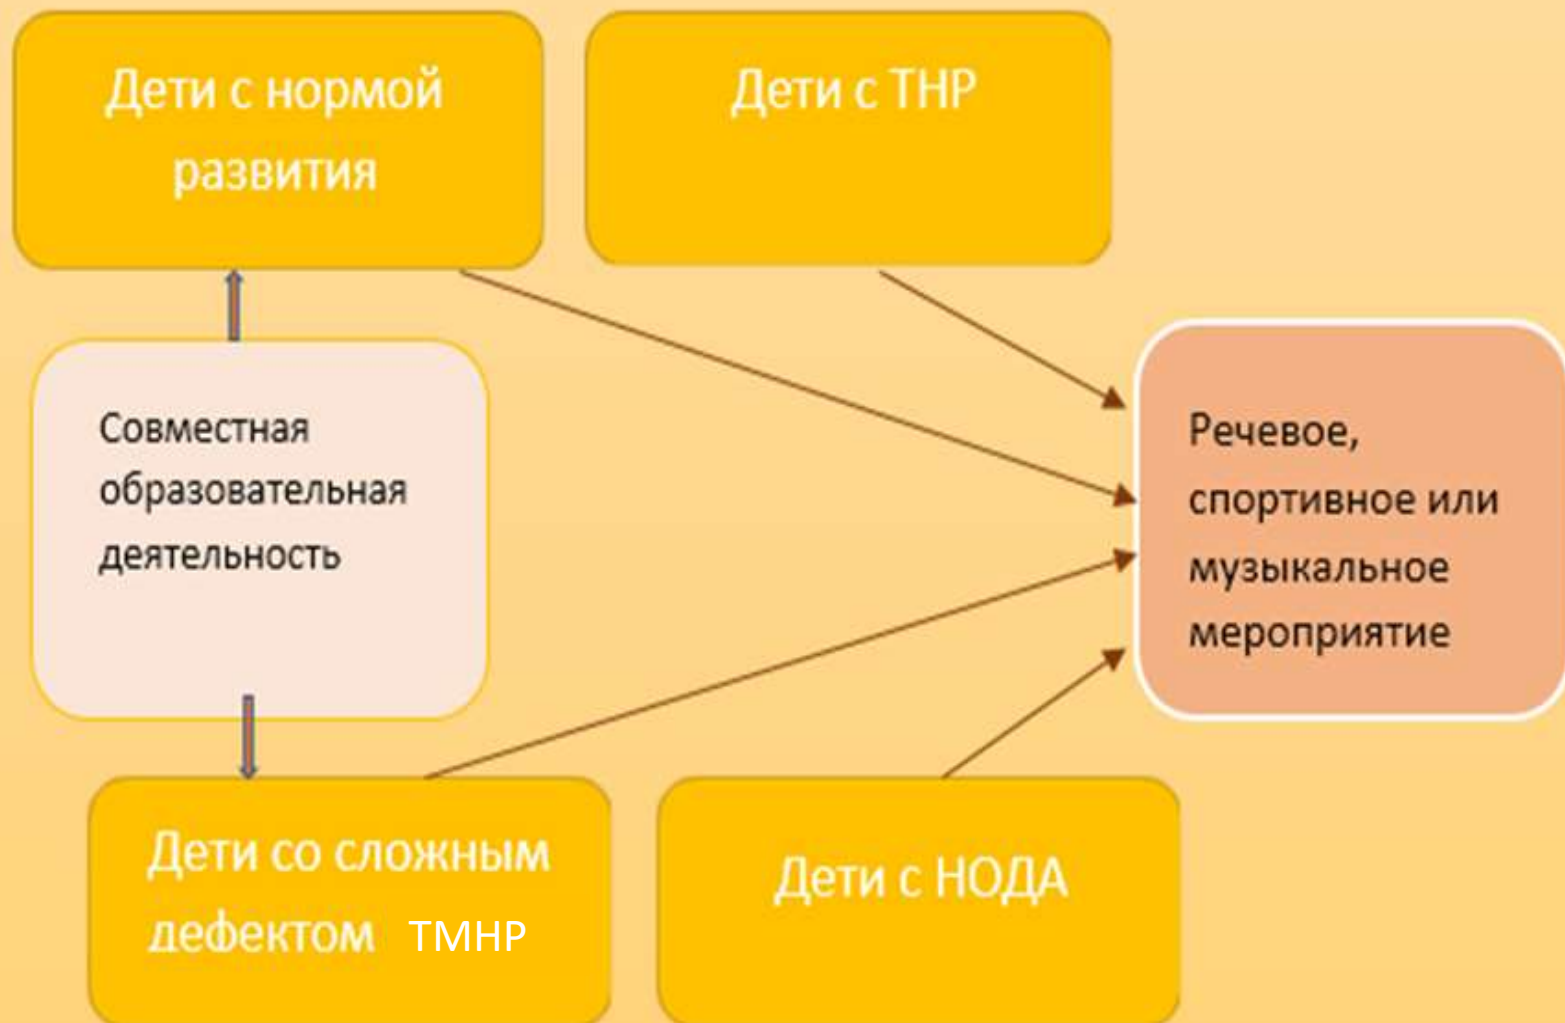 Дети с нормой
развития
Дети с ТНР
Совместная
образовательная
деятельность
Речевое,
спортивное или
музыкальное
мероприятие
Дети со сложным
дефектом ТМНР
Дети с НОДА